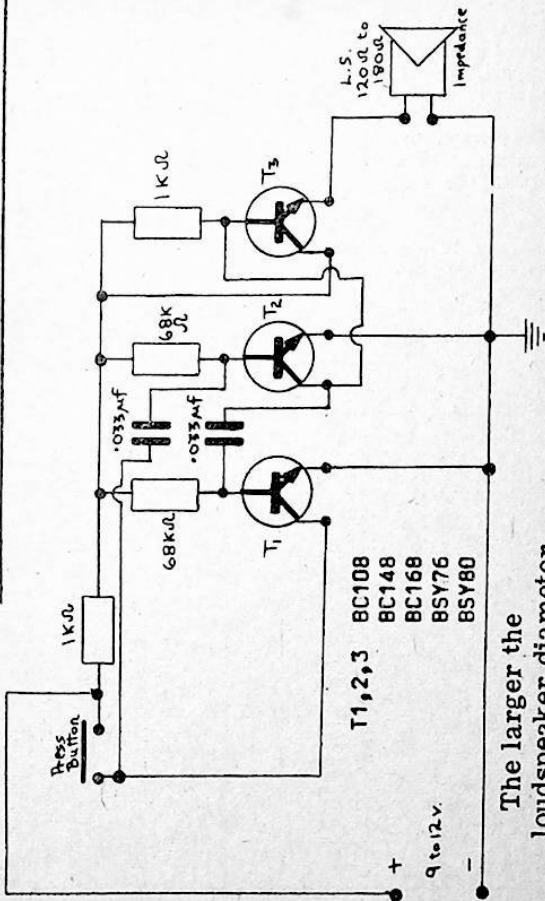 Press
Button
1KΩ
68KΩ
.033µf
.033µf
68K
Ω
1KΩ
T1
T2
T3
L.S.
120Ω to
180Ω
Impedance
+
9 to 12v.
-
T1,2,3 BC108
BC148
BC168
BSY76
BSY80
The larger the
loudspeaker diameter